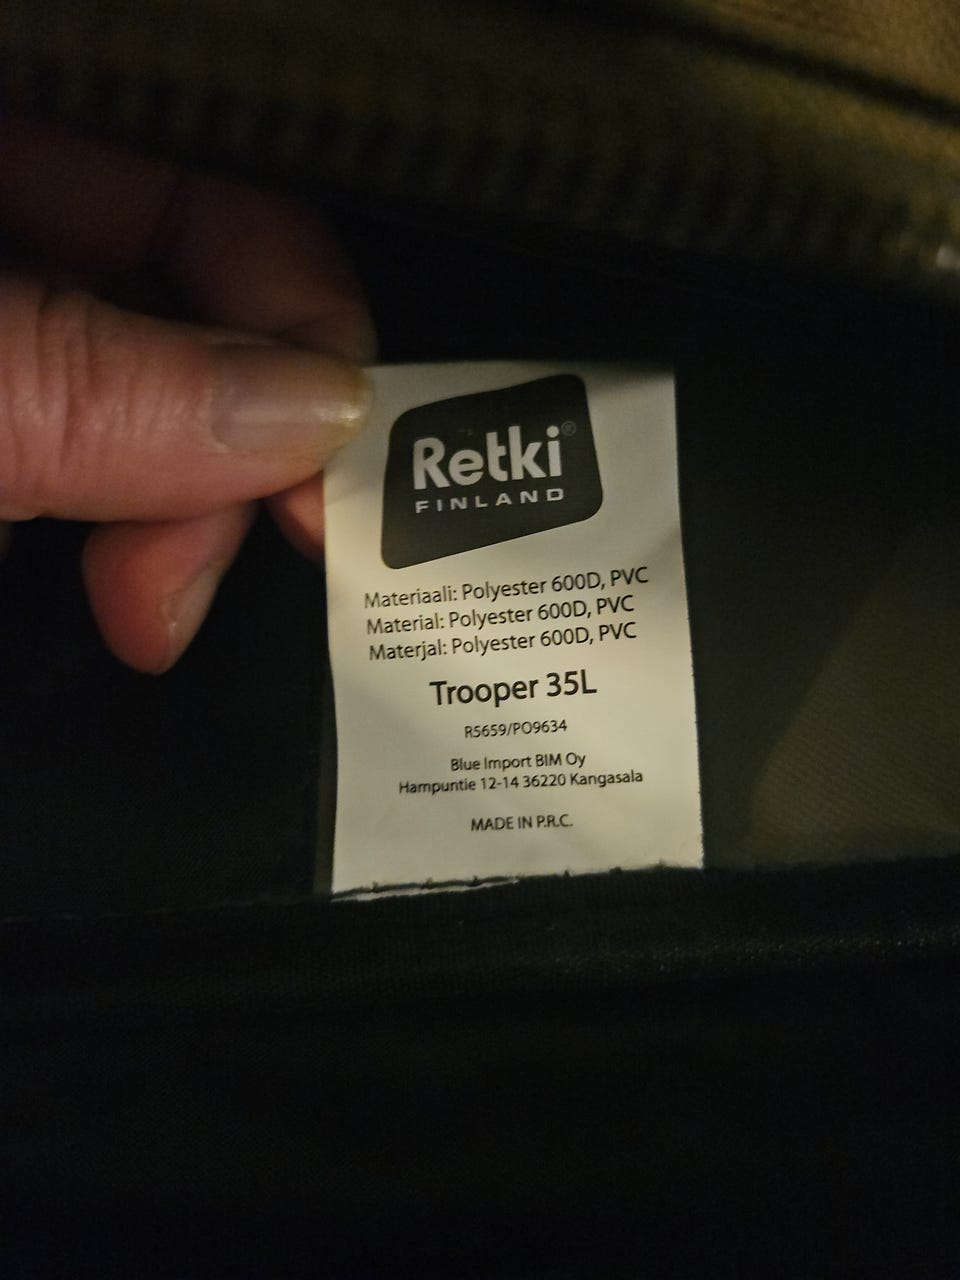 Retki®
FINLAND
Materiaali: Polyester 600D, PVC
Material: Polyester 600D, PVC
Materjal: Polyester 600D, PVC
Trooper 35L
R5659/PO9634
Blue Import BIM Oy
Hampuntie 12-14 36220 Kangasala
MADE IN P.R.C.